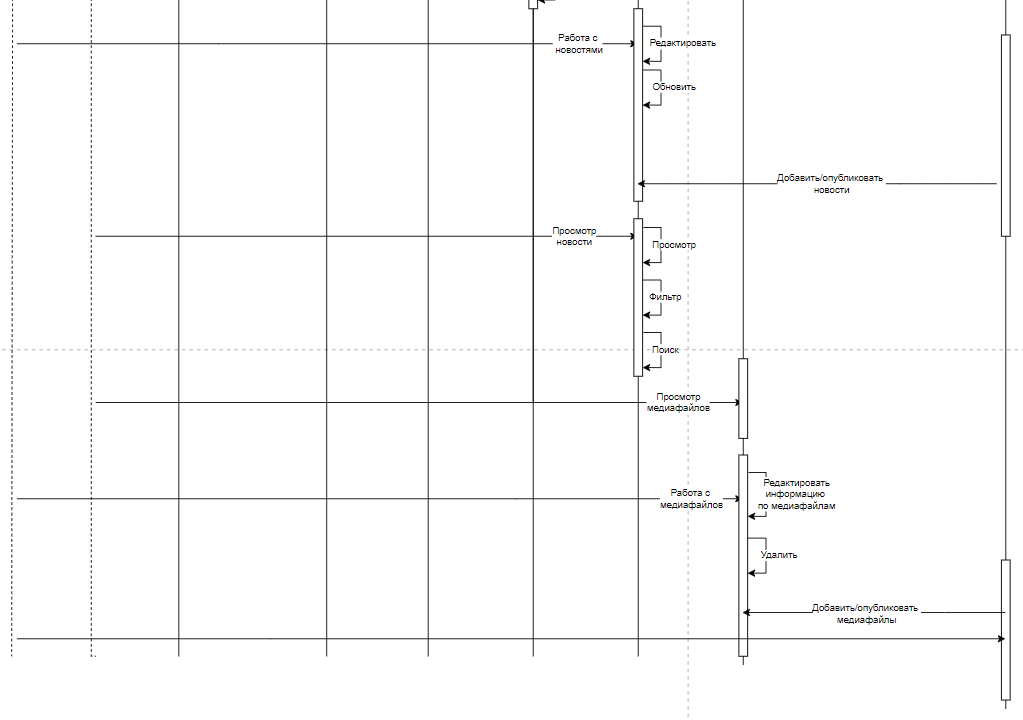 Работа с
новостями
Редактировать
Обновить
Добавить/опубликовать
новости
Просмотр
новости
Просмотр
Фильтр
Поиск
Просмотр
медиафайлов
Работа с
медиафайлов
Редактировать
информацию
по медиафайлам
Удалить
Добавить/опубликовать
медиафайлы